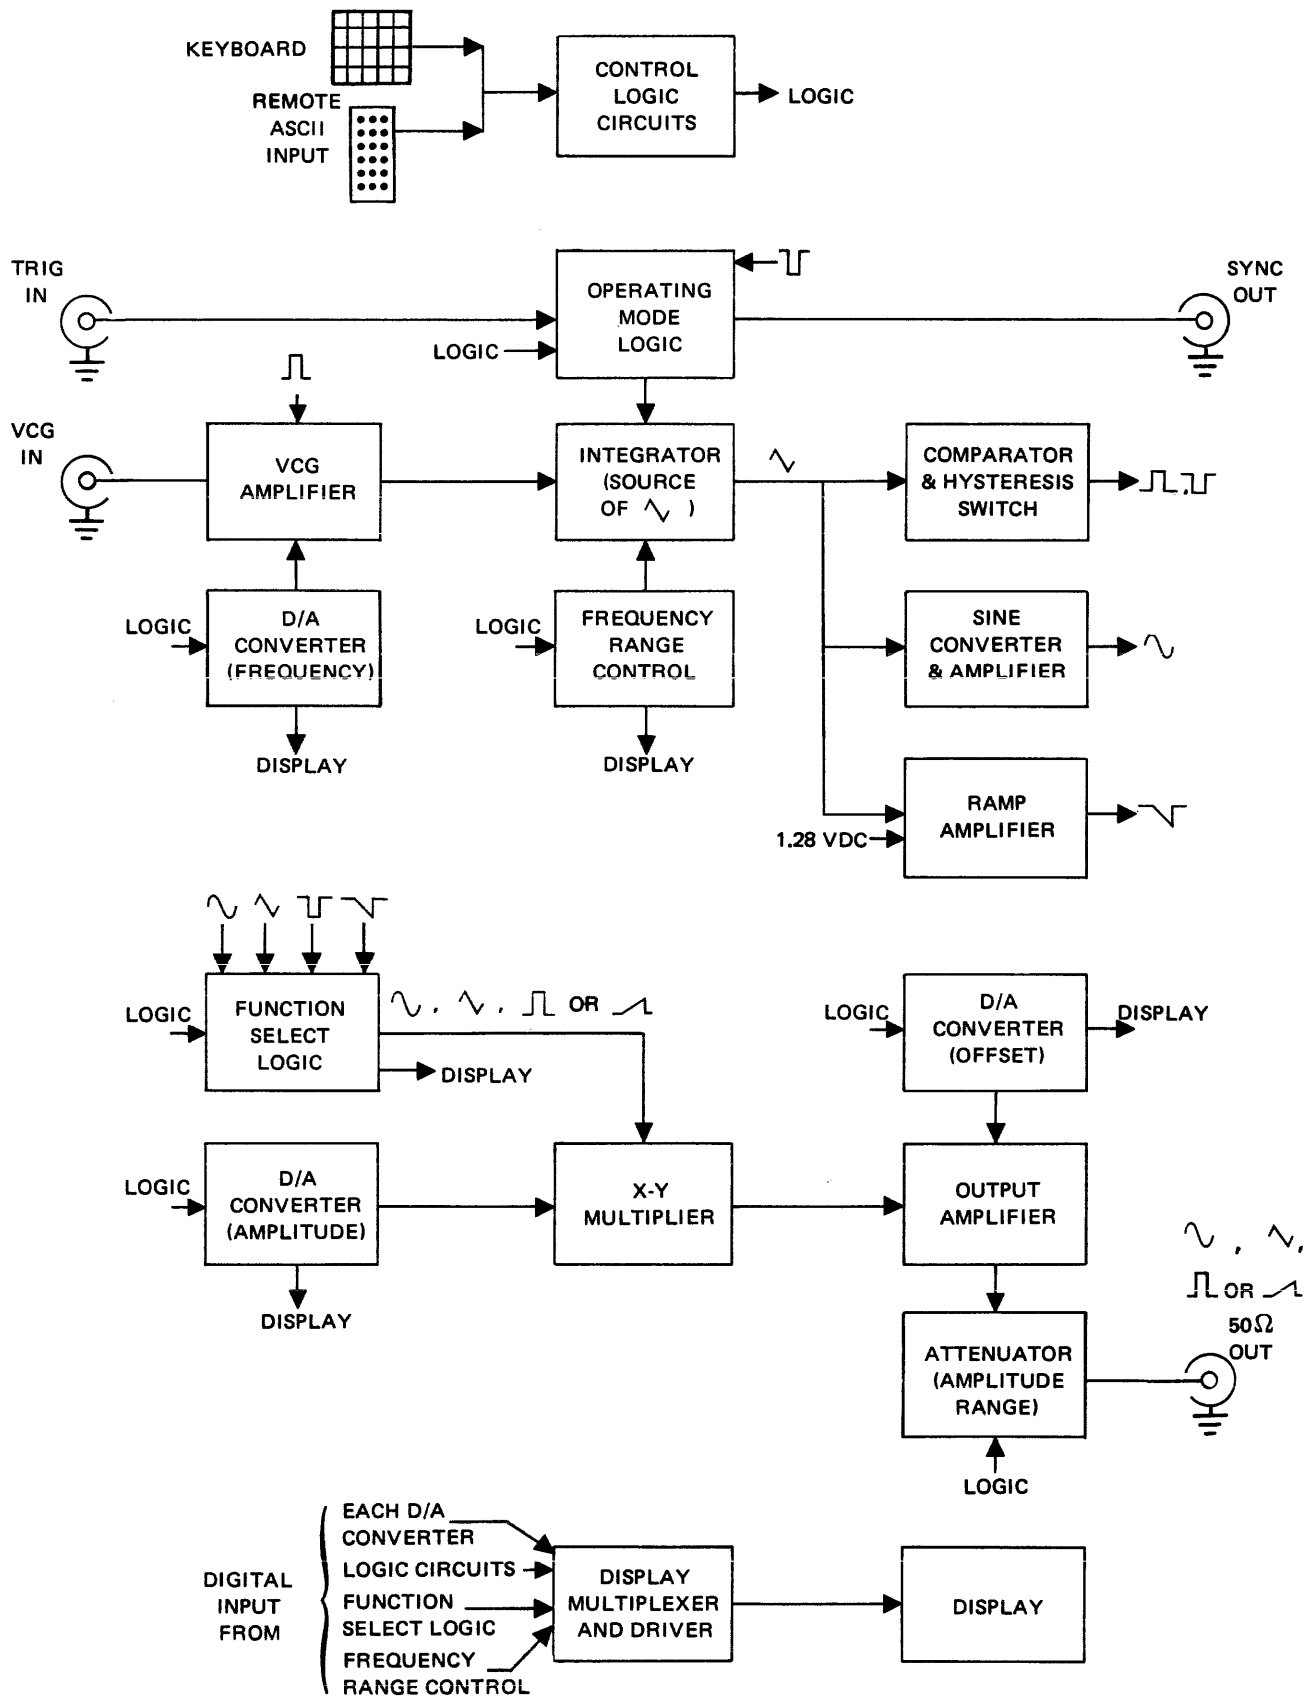 KEYBOARD
REMOTE
ASCII
INPUT
CONTROL
LOGIC
CIRCUITS
LOGIC
TRIG
IN
OPERATING
MODE
LOGIC
LOGIC
SYNC
OUT
VCG
IN
VCG
AMPLIFIER
INTEGRATOR
(SOURCE
OF )
COMPARATOR
& HYSTERESIS
SWITCH
LOGIC
D/A
CONVERTER
(FREQUENCY)
DISPLAY
LOGIC
FREQUENCY
RANGE
CONTROL
DISPLAY
SINE
CONVERTER
& AMPLIFIER
1.28 VDC
RAMP
AMPLIFIER
LOGIC
FUNCTION
SELECT
LOGIC
, , OR
DISPLAY
LOGIC
D/A
CONVERTER
(OFFSET)
DISPLAY
LOGIC
D/A
CONVERTER
(AMPLITUDE)
DISPLAY
X-Y
MULTIPLIER
OUTPUT
AMPLIFIER
ATTENUATOR
(AMPLITUDE
RANGE)
LOGIC
, ,
OR
50Ω
OUT
DIGITAL
INPUT
FROM
EACH D/A
CONVERTER
LOGIC CIRCUITS
FUNCTION
SELECT LOGIC
FREQUENCY
RANGE CONTROL
DISPLAY
MULTIPLEXER
AND DRIVER
DISPLAY